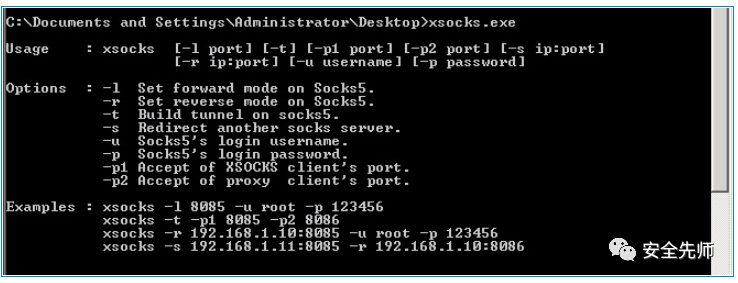 C:\Documents and Settings\Administrator\Desktop>xsocks.exe
Usage : xsocks [-l port] [-t] [-p1 port] [-p2 port] [-s ip:port]
[-r ip:port] [-u username] [-p password]
Options : -l Set forward mode on Socks5.
-r Set reverse mode on Socks5.
-t Build tunnel on socks5.
-s Redirect another socks server.
-u Socks5's login username.
-p Socks5's login password.
-p1 Accept of XSOCKS client's port.
-p2 Accept of proxy client's port.
Examples : xsocks -l 8085 -u root -p 123456
xsocks -t -p1 8085 -p2 8086
xsocks -r 192.168.1.10:8085 -u root -p 123456
xsocks -s 192.168.1.11:8085 -r 192.168.1.10:8086
安全先师